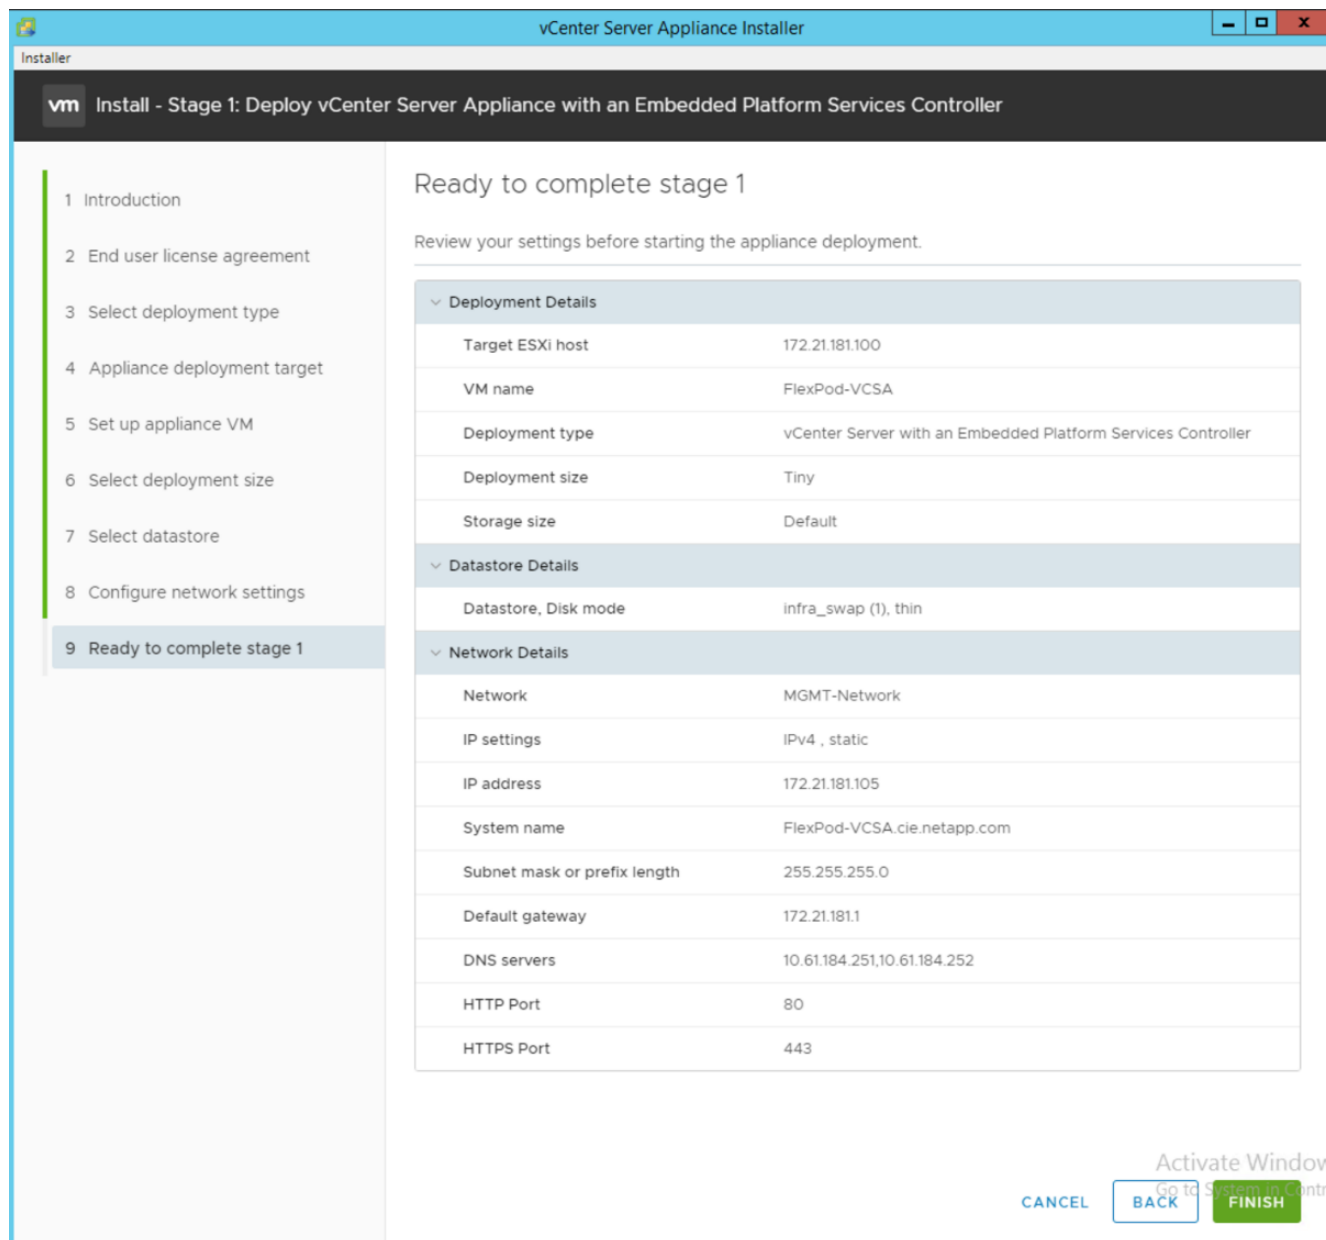 vCenter Server Appliance Installer
Installer
vm Install - Stage 1: Deploy vCenter Server Appliance with an Embedded Platform Services Controller
1 Introduction
2 End user license agreement
3 Select deployment type
4 Appliance deployment target
5 Set up appliance VM
6 Select deployment size
7 Select datastore
8 Configure network settings
9 Ready to complete stage 1
Ready to complete stage 1
Review your settings before starting the appliance deployment.
Deployment Details
Target ESXi host 172.21.181.100
VM name FlexPod-VCSA
Deployment type vCenter Server with an Embedded Platform Services Controller
Deployment size Tiny
Storage size Default
Datastore Details
Datastore, Disk mode infra_swap (1), thin
Network Details
Network MGMT-Network
IP settings IPv4 , static
IP address 172.21.181.105
System name FlexPod-VCSA.cie.netapp.com
Subnet mask or prefix length 255.255.255.0
Default gateway 172.21.181.1
DNS servers 10.61.184.251,10.61.184.252
HTTP Port 80
HTTPS Port 443
Activate Window
Go to System in Contr
CANCEL BACK FINISH